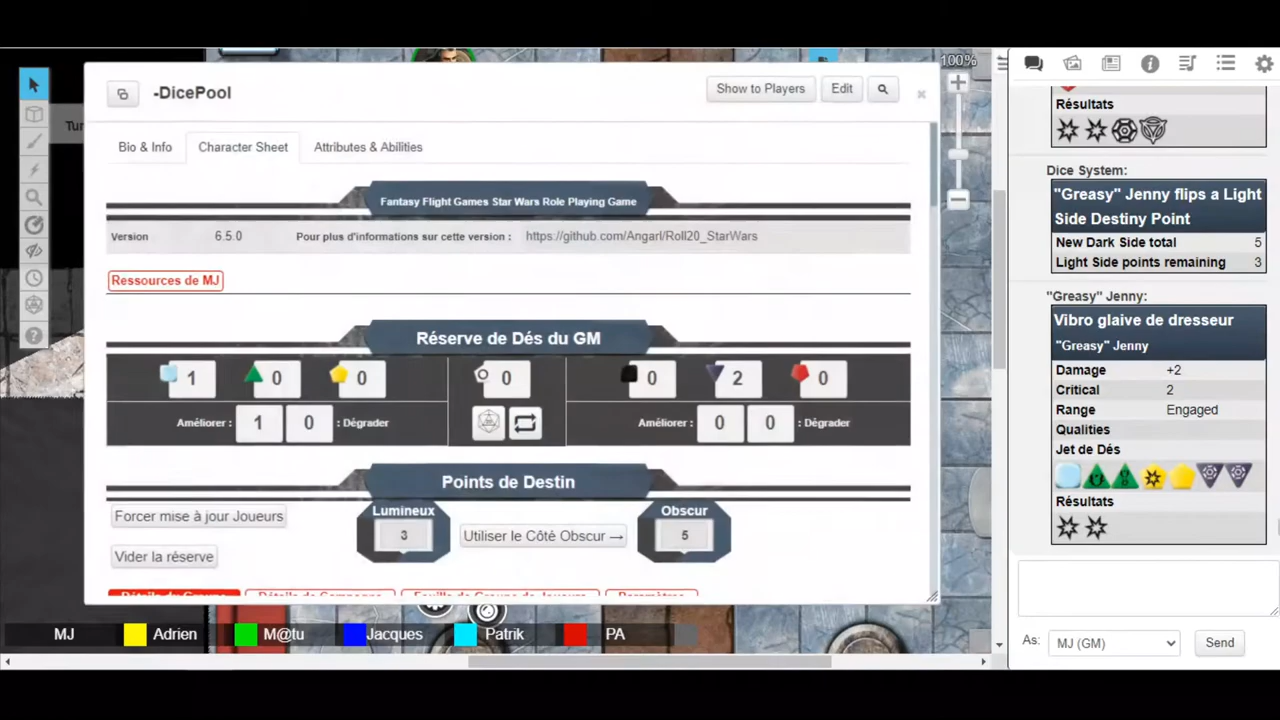 -DicePool
Show to Players
Edit
Bio & Info
Character Sheet
Attributes & Abilities
Fantasy Flight Games Star Wars Role Playing Game
Version 6.5.0 Pour plus d'informations sur cette version : https://github.com/Angarl/Roll20_StarWars
Ressources de MJ
Réserve de Dés du GM
1 0 0 0 0 2 0
Améliorer : 1 0 : Dégrader
Améliorer : 0 0 : Dégrader
Points de Destin
Forcer mise à jour Joueurs
Vider la réserve
Lumineux
3
Utiliser le Côté Obscur →
Obscur
5
MJ
Adrien
M@tu
Jacques
Patrik
PA
100%
Résultats
Dice System:
"Greasy" Jenny flips a Light
Side Destiny Point
New Dark Side total 5
Light Side points remaining 3
"Greasy" Jenny:
Vibro glaive de dresseur
"Greasy" Jenny
Damage +2
Critical 2
Range Engaged
Qualities
Jet de Dés
Résultats
As: MJ (GM)
Send